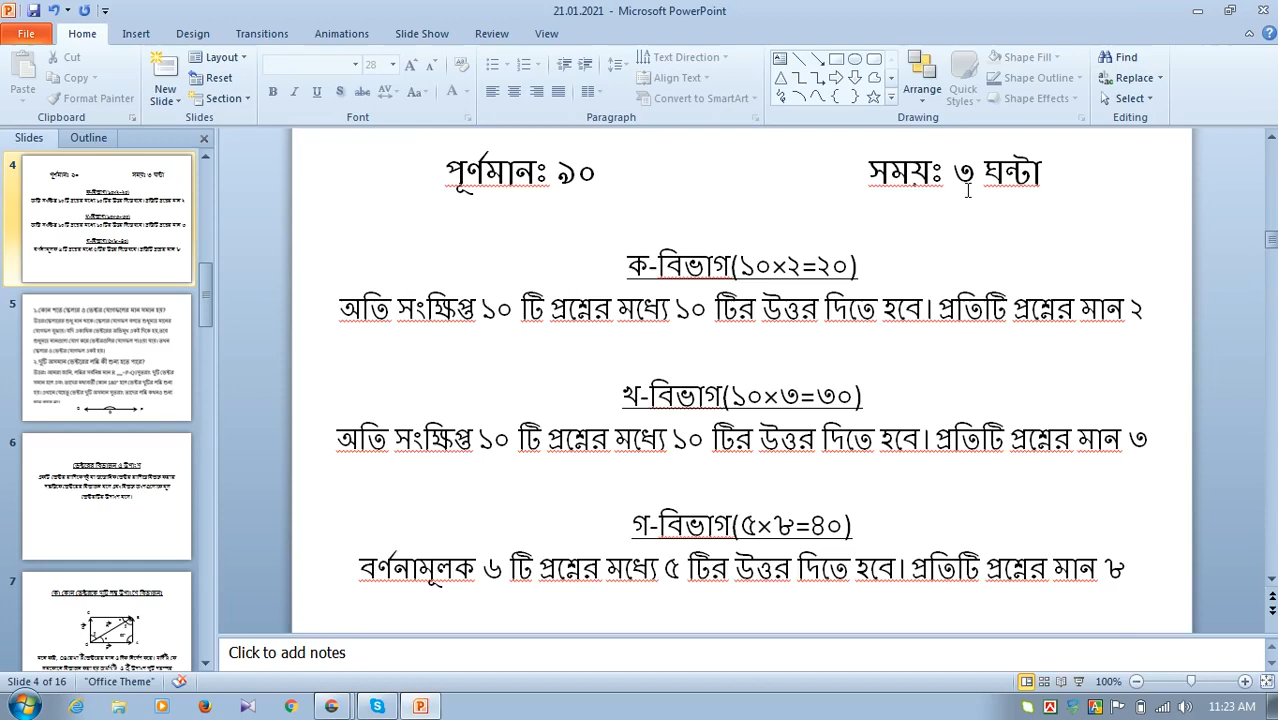 21.01.2021 - Microsoft PowerPoint
File Home Insert Design Transitions Animations Slide Show Review View
Cut
Copy
Format Painter
Paste
Clipboard
New Slide
Layout
Reset
Section
Slides
28
Font
Text Direction
Align Text
Convert to SmartArt
Paragraph
Arrange
Quick Styles
Shape Fill
Shape Outline
Shape Effects
Drawing
Find
Replace
Select
Editing
Slides Outline
4
5
6
7
পূর্ণমানঃ ৯০ সময়ঃ ৩ ঘন্টা
ক-বিভাগ(১০×২=২০)
অতি সংক্ষিপ্ত ১০ টি প্রশ্নের মধ্যে ১০ টির উত্তর দিতে হবে। প্রতিটি প্রশ্নের মান ২
খ-বিভাগ(১০×৩=৩০)
অতি সংক্ষিপ্ত ১০ টি প্রশ্নের মধ্যে ১০ টির উত্তর দিতে হবে। প্রতিটি প্রশ্নের মান ৩
গ-বিভাগ(৫×৮=৪০)
বর্ণনামূলক ৬ টি প্রশ্নের মধ্যে ৫ টির উত্তর দিতে হবে। প্রতিটি প্রশ্নের মান ৮
Click to add notes
Slide 4 of 16 "Office Theme" 100%
11:23 AM